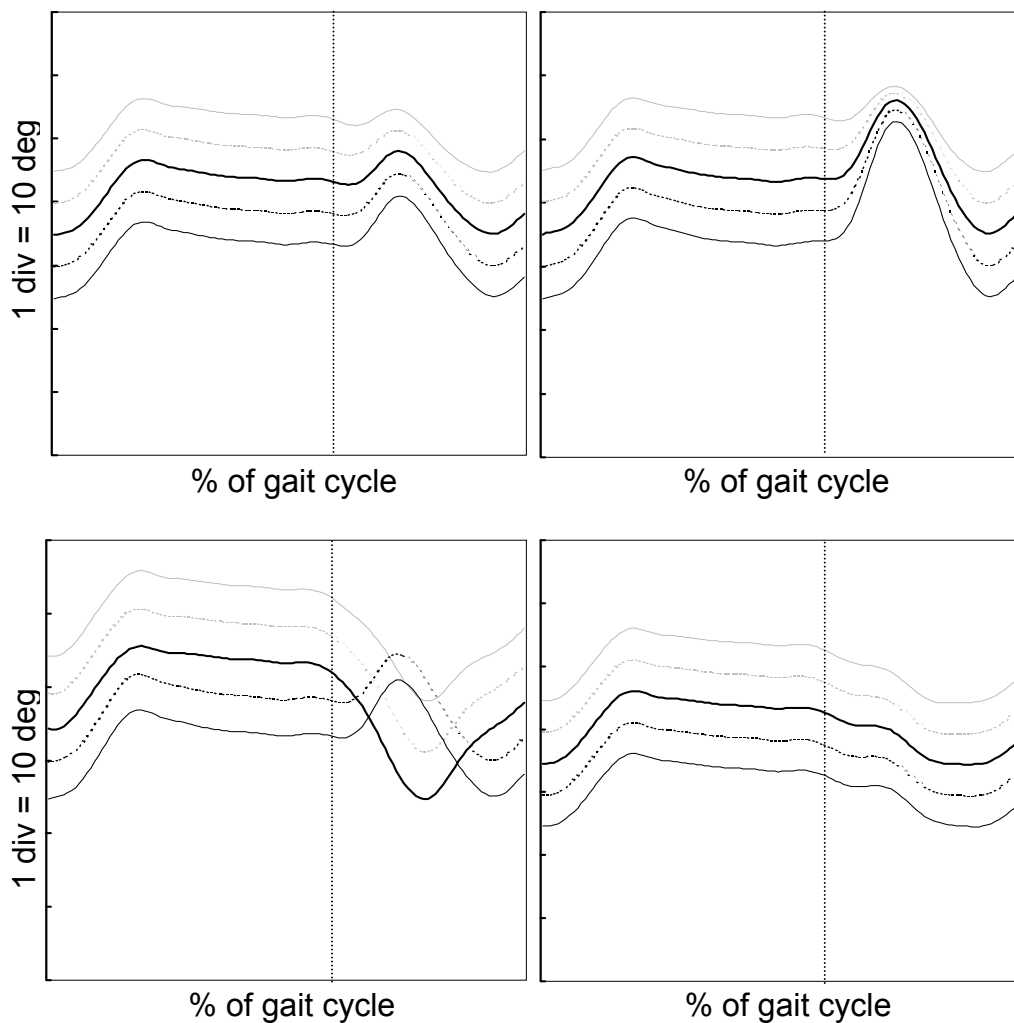 1 div = 10 deg
% of gait cycle
% of gait cycle
1 div = 10 deg
% of gait cycle
% of gait cycle